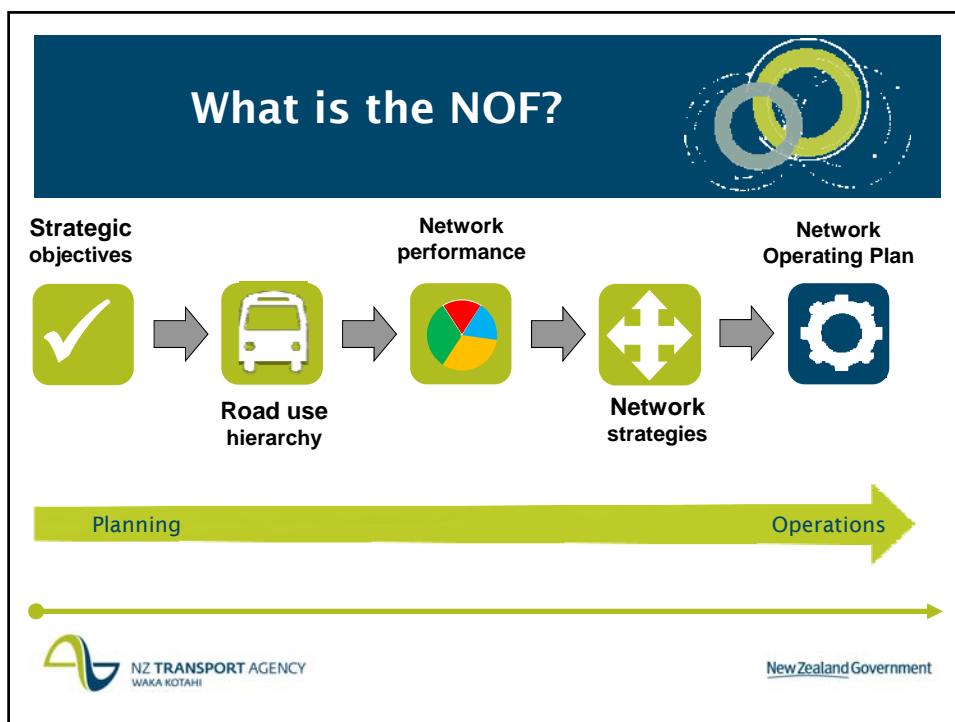 What is the NOF?
Strategic
objectives
Road use
hierarchy
Network
performance
Network
strategies
Network
Operating Plan
Planning
Operations
NZ TRANSPORT AGENCY
WAKA KOTAHI
New Zealand Government